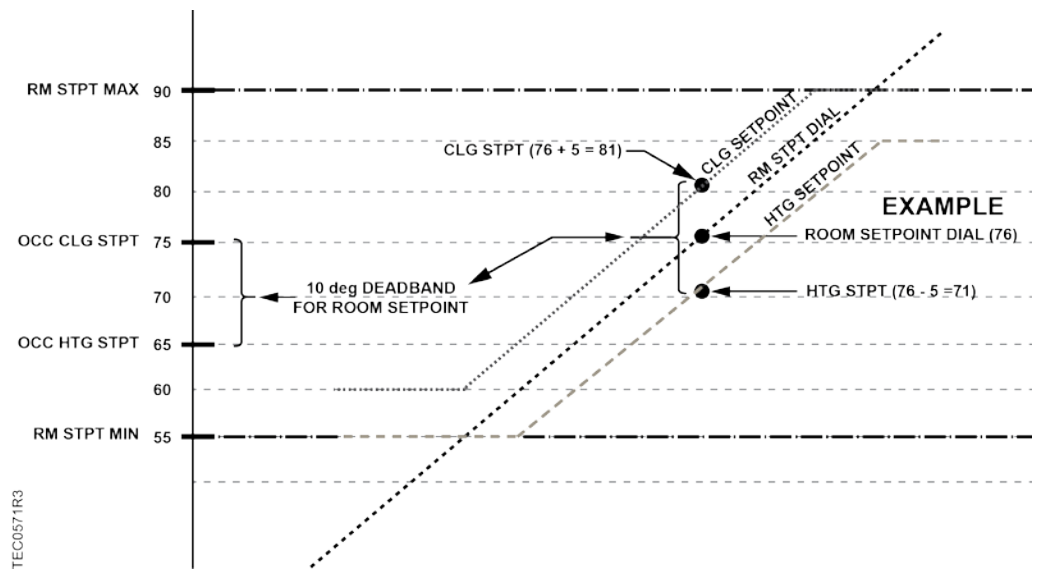 RM STPT MAX 90
85
CLG STPT (76 + 5 = 81)
CLG SETPOINT
RM STPT DIAL
HTG SETPOINT
80
EXAMPLE
OCC CLG STPT 75
ROOM SETPOINT DIAL (76)
10 deg DEADBAND
FOR ROOM SETPOINT
70
HTG STPT (76 - 5 =71)
OCC HTG STPT 65
60
RM STPT MIN 55
TEC0571R3